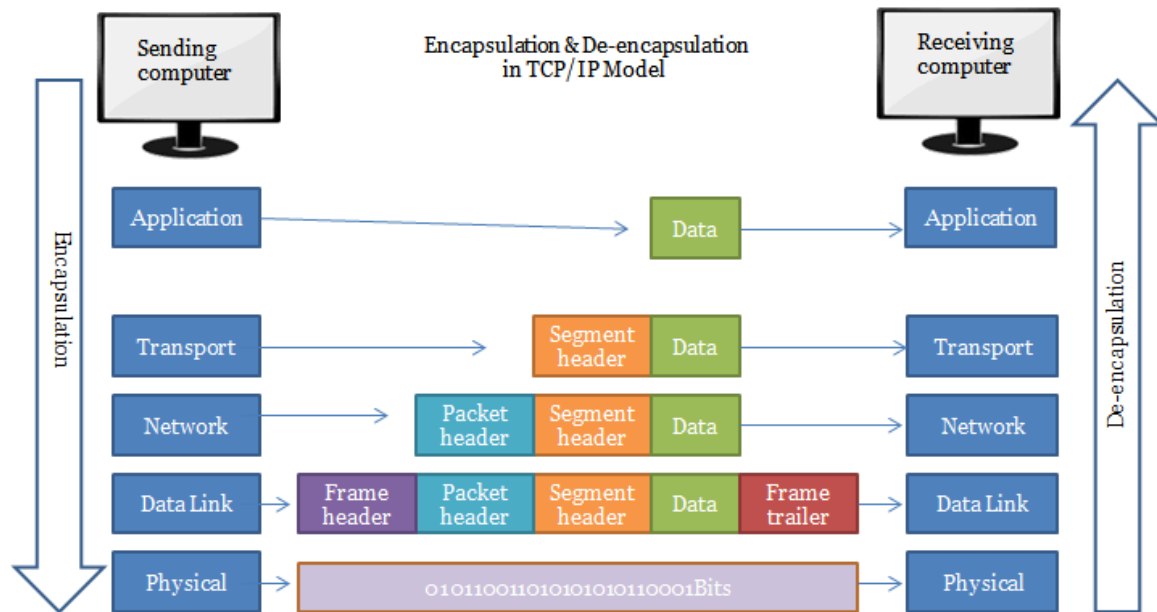 Sending
computer
Encapsulation & De-encapsulation
in TCP/IP Model
Receiving
computer
Encapsulation
De-encapsulation
Application
Data
Application
Transport
Segment
header
Data
Transport
Network
Packet
header
Segment
header
Data
Network
Data Link
Frame
header
Packet
header
Segment
header
Data
Frame
trailer
Data Link
Physical
0101100110101010110001Bits
Physical